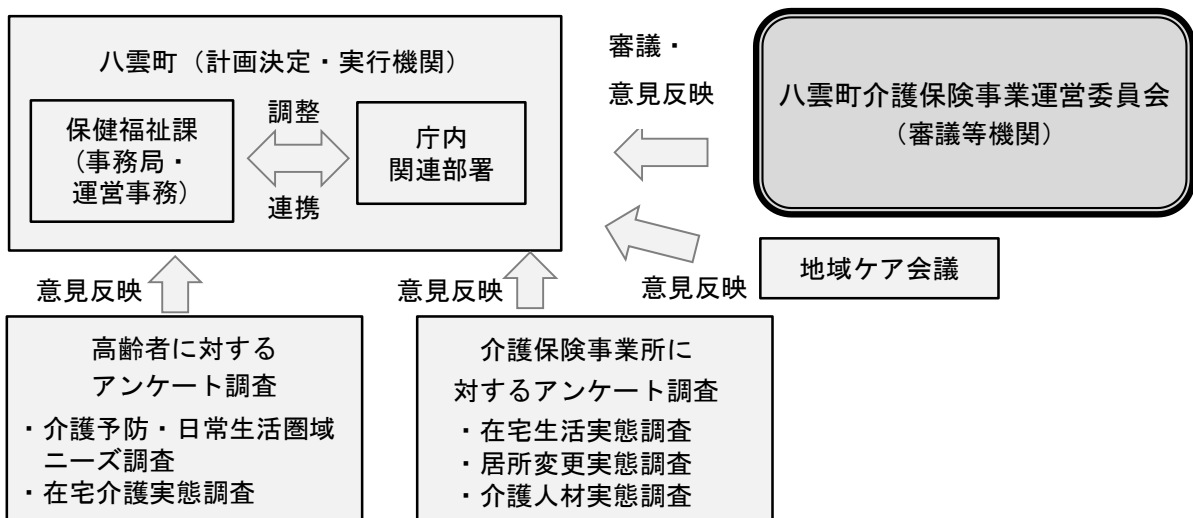 八雲町（計画決定・実行機関）
保健福祉課
（事務局・
運営事務）
調整
連携
庁内
関連部署
審議・
意見反映
八雲町介護保険事業運営委員会
（審議等機関）
地域ケア会議
意見反映
意見反映
意見反映
高齢者に対する
アンケート調査
・介護予防・日常生活圏域
ニーズ調査
・在宅介護実態調査
介護保険事業所に
対するアンケート調査
・在宅生活実態調査
・居所変更実態調査
・介護人材実態調査